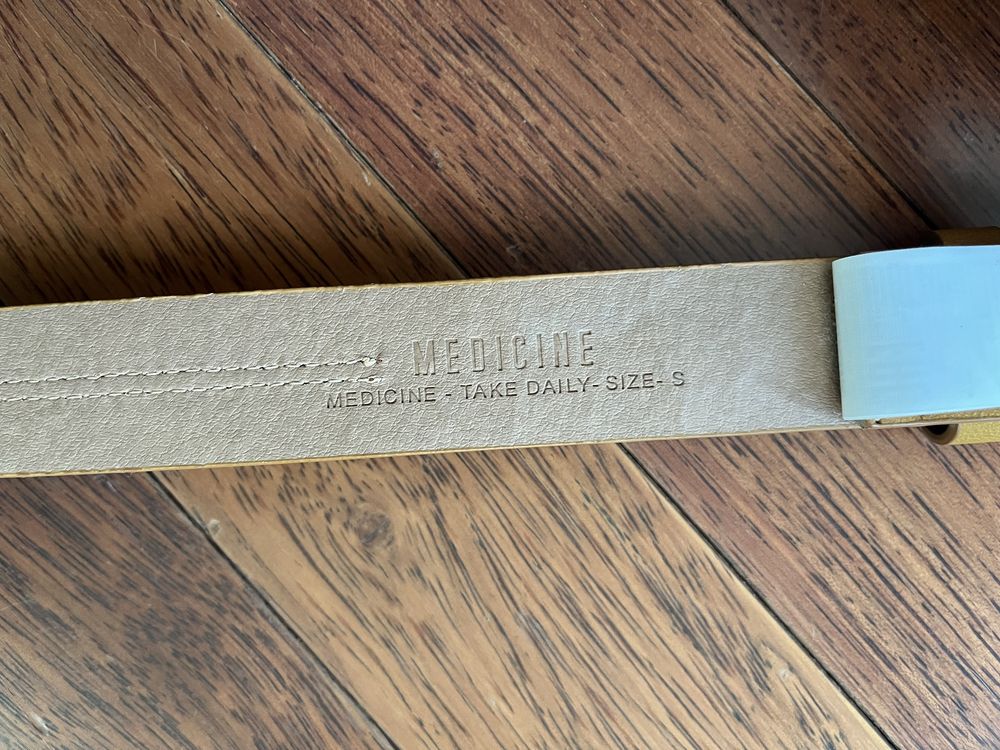 MEDICINE
MEDICINE - TAKE DAILY- SIZE- S